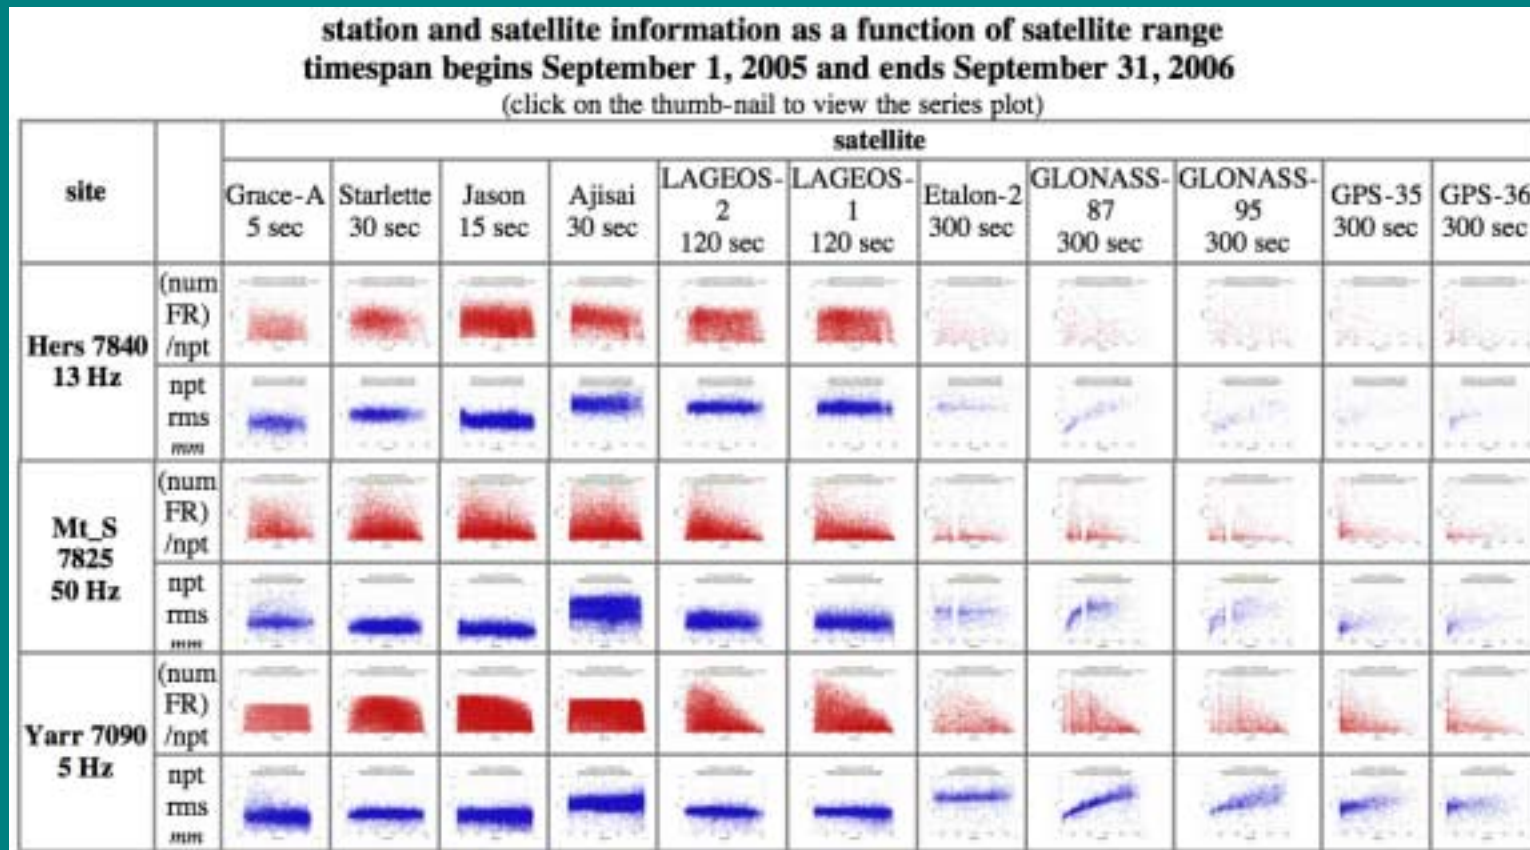 station and satellite information as a function of satellite range
timespan begins September 1, 2005 and ends September 31, 2006
(click on the thumb-nail to view the series plot)
site
satellite
Grace-A
5 sec
Starlette
30 sec
Jason
15 sec
Ajisai
30 sec
LAGEOS-
2
120 sec
LAGEOS-
1
120 sec
Etalon-2
300 sec
GLONASS-
87
300 sec
GLONASS-
95
300 sec
GPS-35
300 sec
GPS-36
300 sec
Hers 7840
13 Hz
(num
FR)
/npt
npt
rms
mm
Mt_S
7825
50 Hz
(num
FR)
/npt
npt
rms
mm
Yarr 7090
5 Hz
(num
FR)
/npt
npt
rms
mm